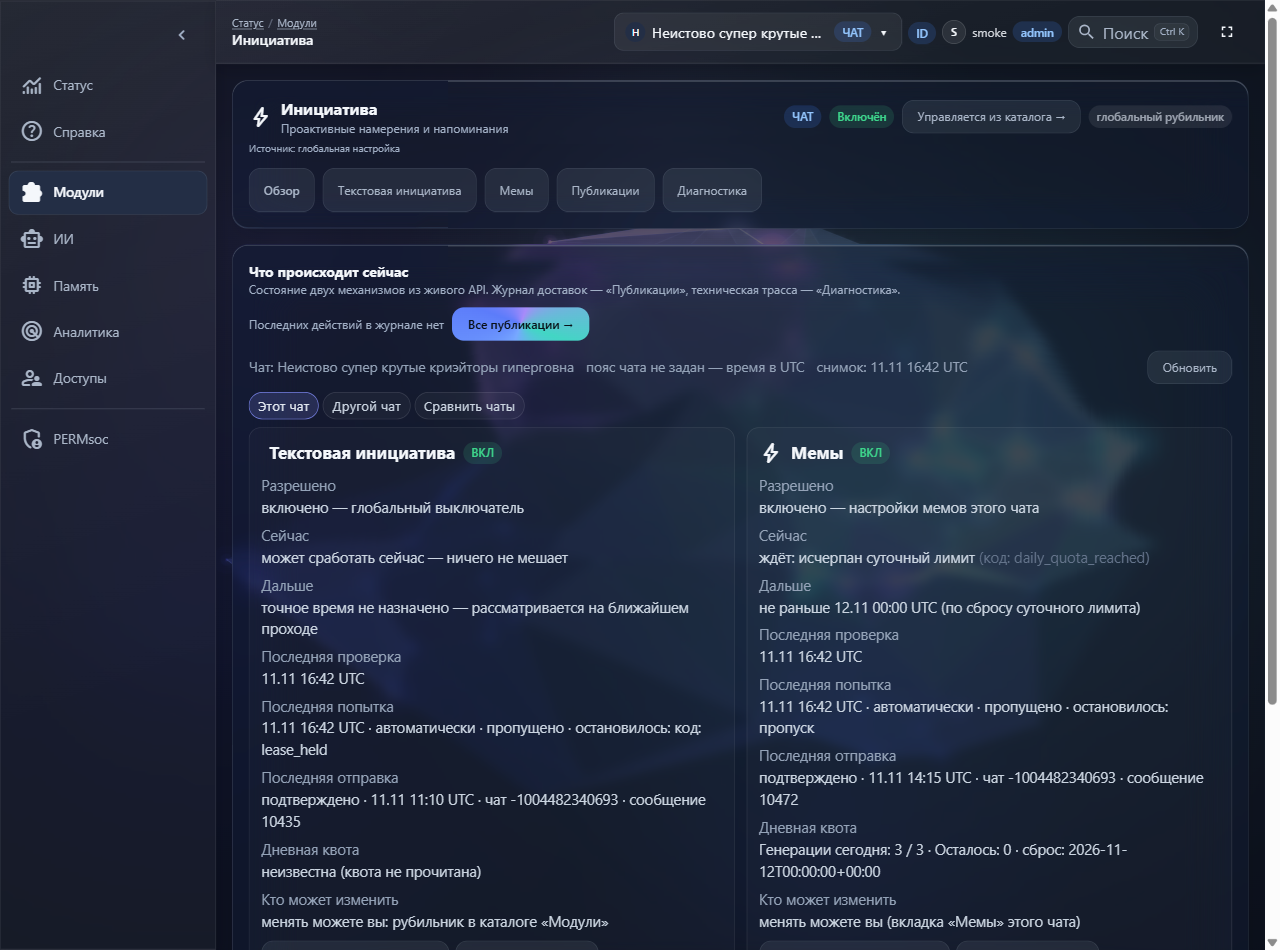 Статус / Модули
Инициатива
Н Неистово супер крутые ... ЧАТ ▾
ID
S smoke admin
Поиск Ctrl K
Статус
Справка
Модули
ИИ
Память
Аналитика
Доступы
PERMsoc
Инициатива
Проактивные намерения и напоминания
ЧАТ Включён Управляется из каталога → глобальный рубильник
Источник: глобальная настройка
Обзор Текстовая инициатива Мемы Публикации Диагностика
Что происходит сейчас
Состояние двух механизмов из живого API. Журнал доставок — «Публикации», техническая трасса — «Диагностика».
Последних действий в журнале нет Все публикации →
Чат: Неистово супер крутые криэйторы гиперговна пояс чата не задан — время в UTC снимок: 11.11 16:42 UTC Обновить
Этот чат Другой чат Сравнить чаты
Текстовая инициатива ВКЛ
Разрешено
включено — глобальный выключатель
Сейчас
может сработать сейчас — ничего не мешает
Дальше
точное время не назначено — рассматривается на ближайшем
проходе
Последняя проверка
11.11 16:42 UTC
Последняя попытка
11.11 16:42 UTC · автоматически · пропущено · остановилось: код:
lease_held
Последняя отправка
подтверждено · 11.11 11:10 UTC · чат -1004482340693 · сообщение
10435
Дневная квота
неизвестна (квота не прочитана)
Кто может изменить
менять можете вы: рубильник в каталоге «Модули»
Мемы ВКЛ
Разрешено
включено — настройки мемов этого чата
Сейчас
ждёт: исчерпан суточный лимит (код: daily_quota_reached)
Дальше
не раньше 12.11 00:00 UTC (по сбросу суточного лимита)
Последняя проверка
11.11 16:42 UTC
Последняя попытка
11.11 16:42 UTC · автоматически · пропущено · остановилось:
пропуск
Последняя отправка
подтверждено · 11.11 14:15 UTC · чат -1004482340693 · сообщение
10472
Дневная квота
Генерации сегодня: 3 / 3 · Осталось: 0 · сброс: 2026-11-
12T00:00:00+00:00
Кто может изменить
менять можете вы (вкладка «Мемы» этого чата)